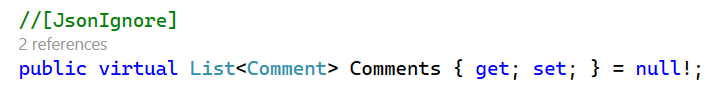 //[JsonIgnore]
2 references
public virtual List<Comment> Comments { get; set; } = null!;